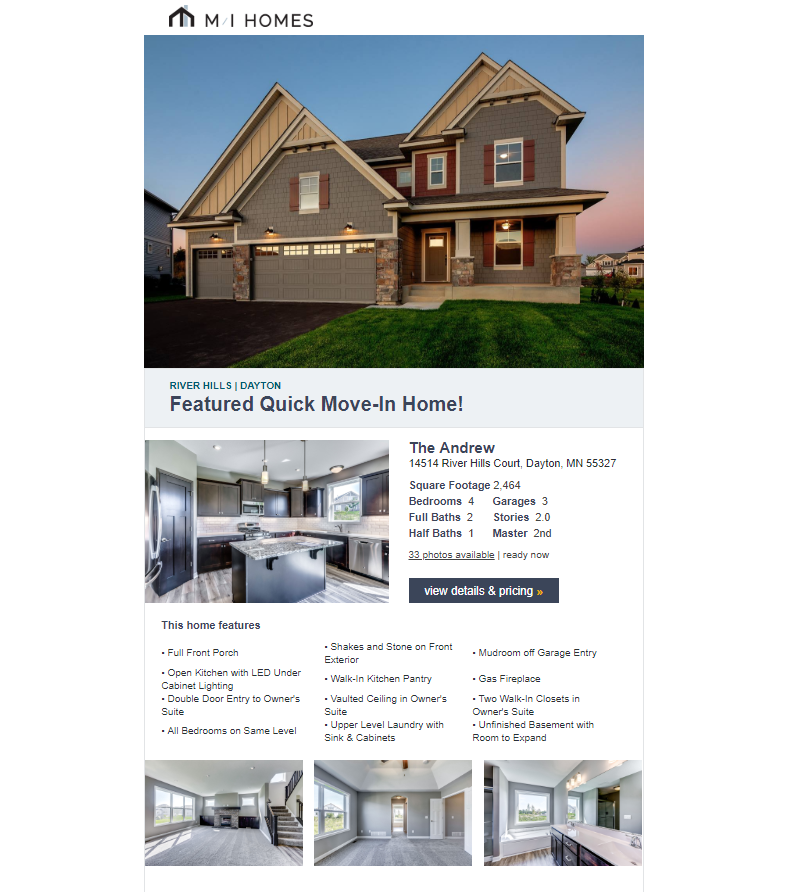 M/I HOMES
RIVER HILLS | DAYTON
Featured Quick Move-In Home!
The Andrew
14514 River Hills Court, Dayton, MN 55327
Square Footage 2,464
Bedrooms 4 Garages 3
Full Baths 2 Stories 2.0
Half Baths 1 Master 2nd
33 photos available | ready now
view details & pricing »
This home features
• Full Front Porch
• Shakes and Stone on Front
Exterior
• Mudroom off Garage Entry
• Open Kitchen with LED Under
Cabinet Lighting
• Walk-In Kitchen Pantry
• Gas Fireplace
• Double Door Entry to Owner's
Suite
• Vaulted Ceiling in Owner's
Suite
• Two Walk-In Closets in
Owner's Suite
• All Bedrooms on Same Level
• Upper Level Laundry with
Sink & Cabinets
• Unfinished Basement with
Room to Expand